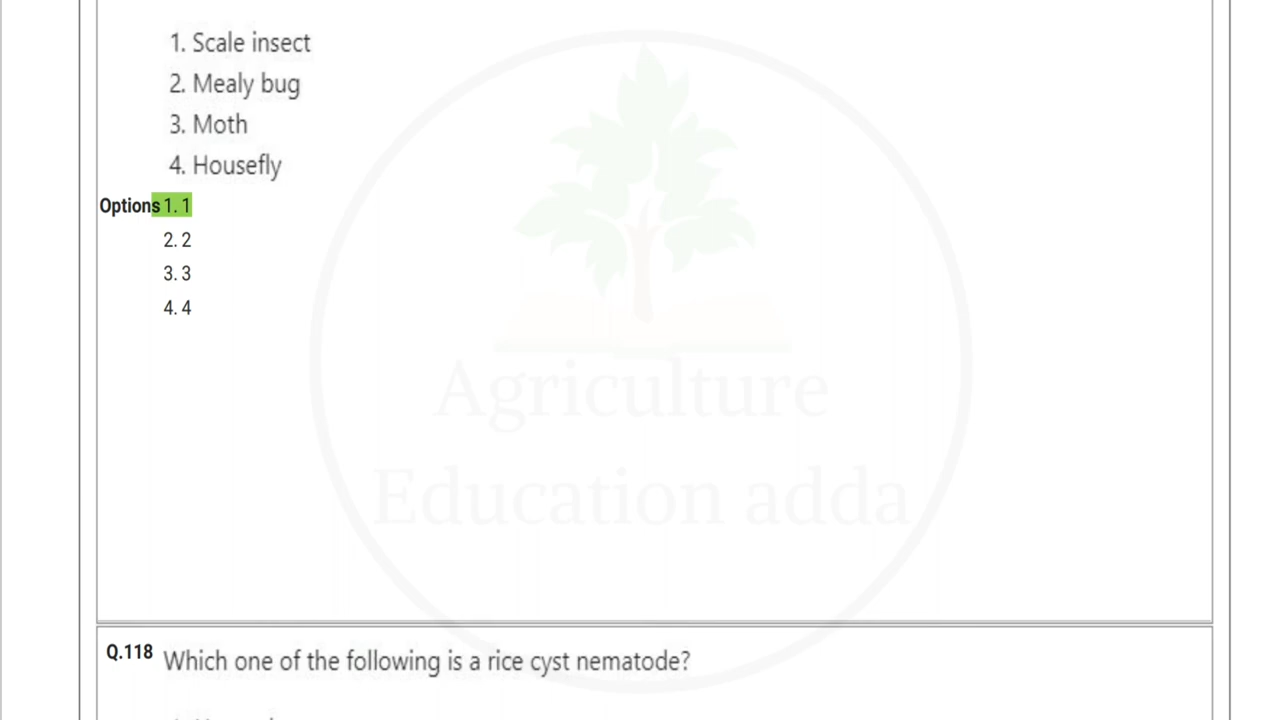 1. Scale insect
2. Mealy bug
3. Moth
4. Housefly
Options 1. 1
2. 2
3. 3
4. 4
Agriculture
Education adda
Q.118 Which one of the following is a rice cyst nematode?